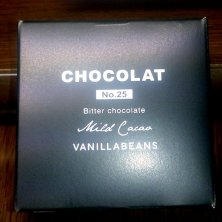 CHOCOLAT
No.25
Bitter chocolate
Mild Cacao
VANILLABEANS